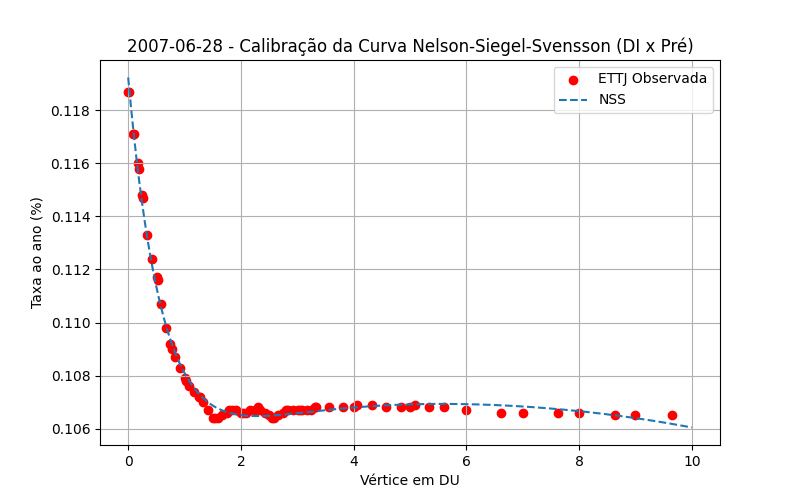 2007-06-28 - Calibração da Curva Nelson-Siegel-Svensson (DI x Pré)
ETTJ Observada
NSS
Taxa ao ano (%)
0.118
0.116
0.114
0.112
0.110
0.108
0.106
0
2
4
6
8
10
Vértice em DU